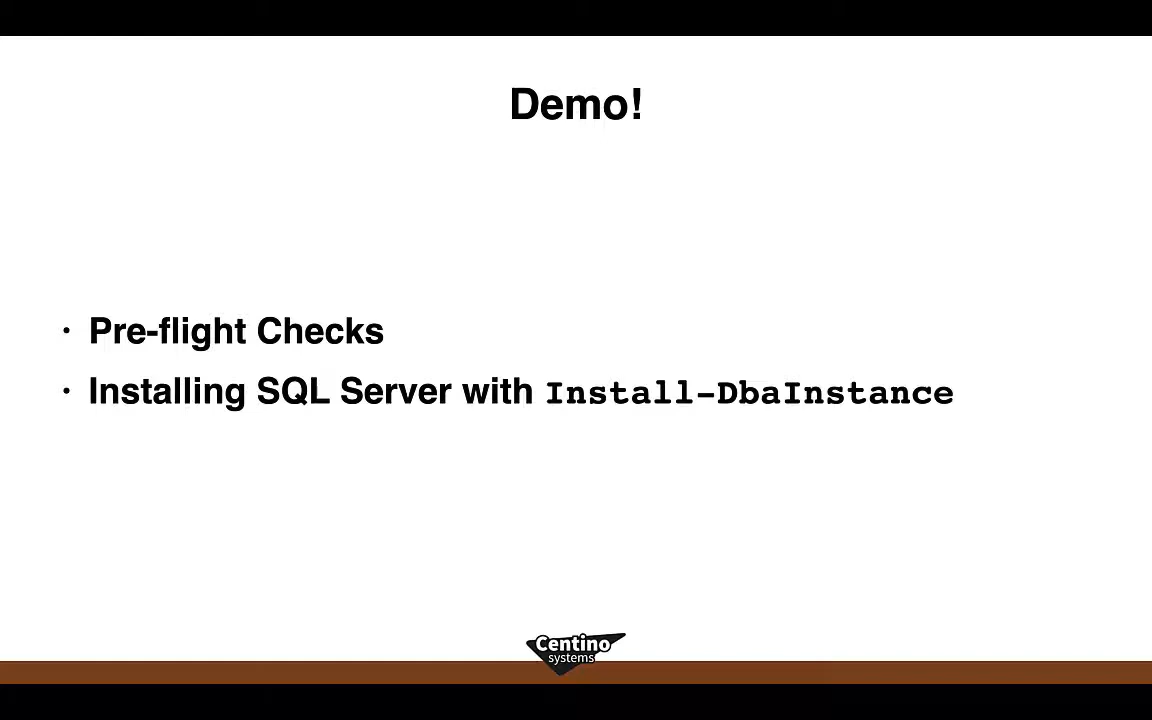 Demo!
· Pre-flight Checks
· Installing SQL Server with Install-DbaInstance
Centino
systems